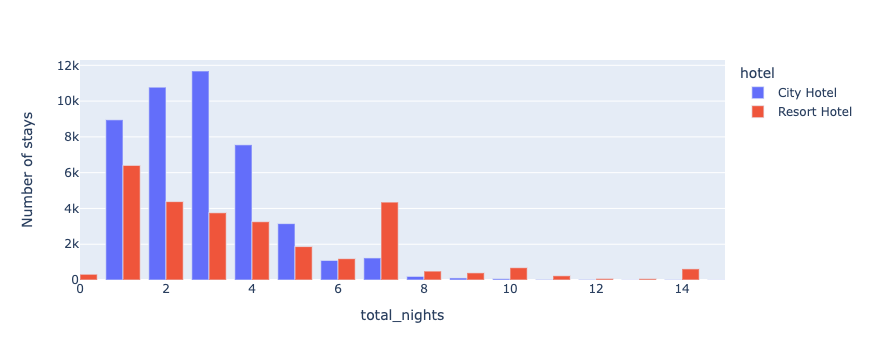 12k
10k
8k
6k
4k
2k
0
0 2 4 6 8 10 12 14
total_nights
Number of stays
hotel
City Hotel
Resort Hotel